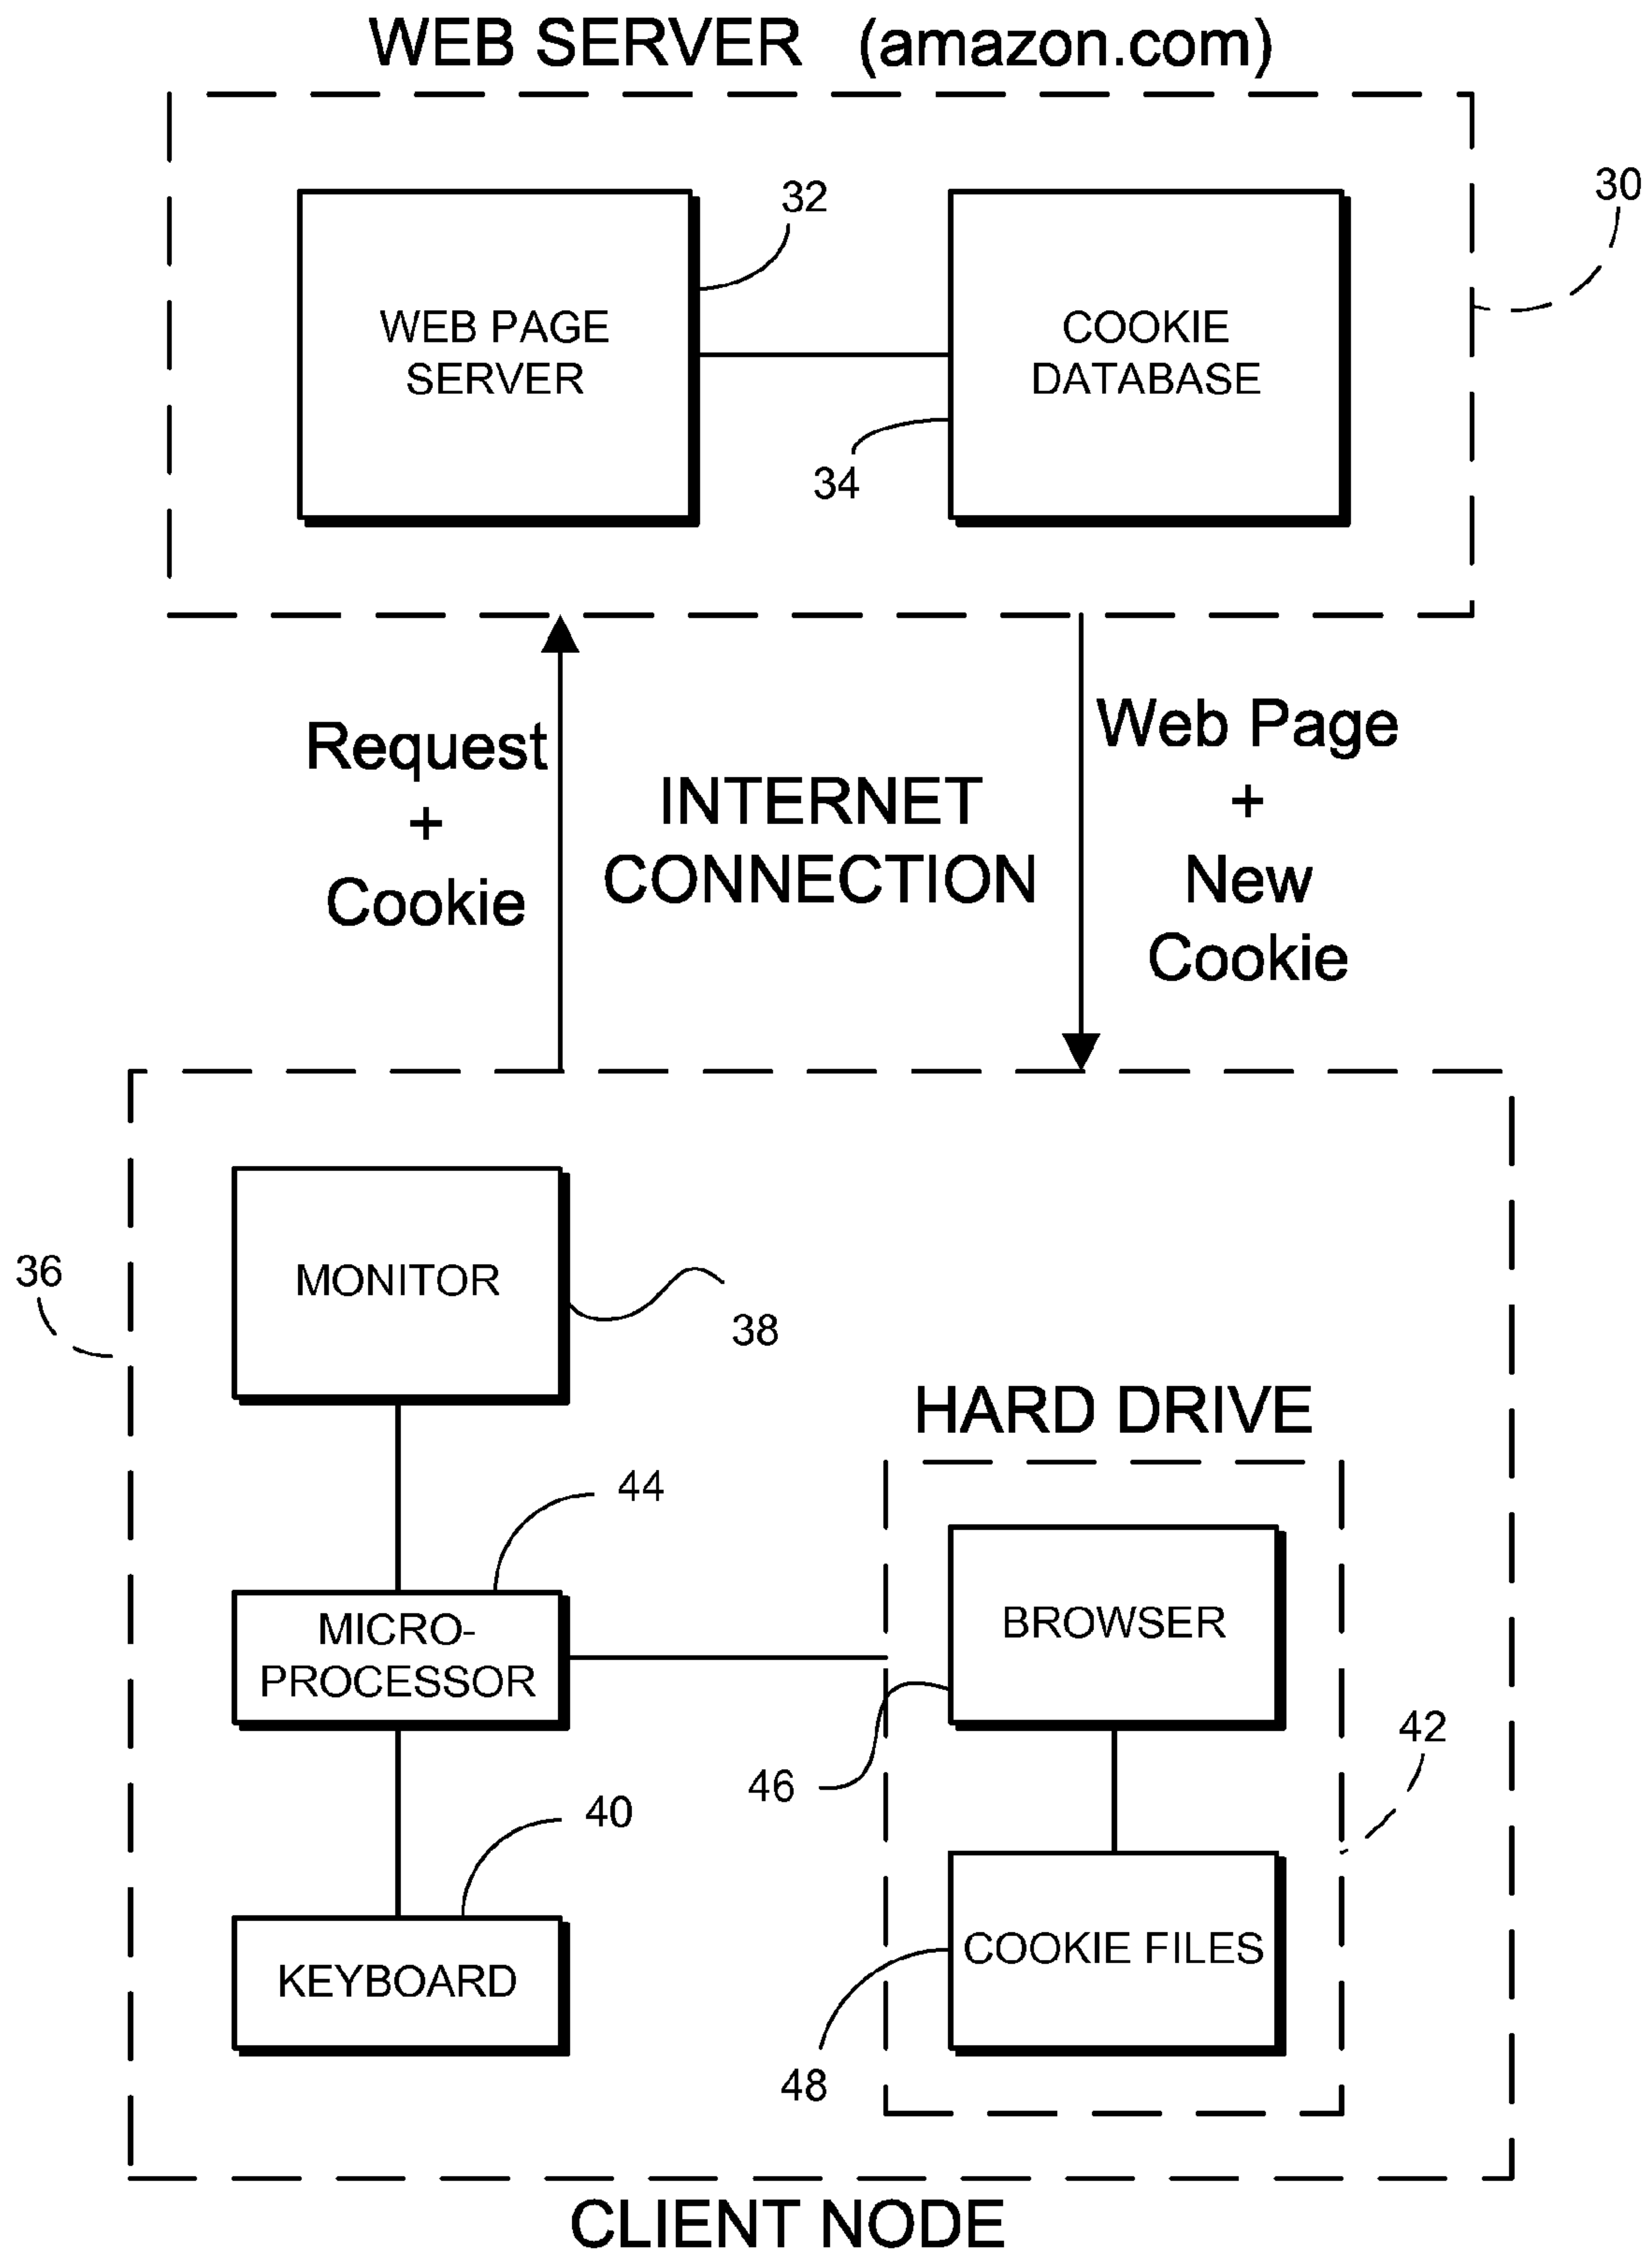 WEB SERVER (amazon.com)
32
30
WEB PAGE
SERVER
COOKIE
DATABASE
34
Request
+
Cookie
INTERNET
CONNECTION
Web Page
+
New
Cookie
36
MONITOR
38
HARD DRIVE
44
MICRO-
PROCESSOR
BROWSER
46
42
40
KEYBOARD
COOKIE FILES
48
CLIENT NODE